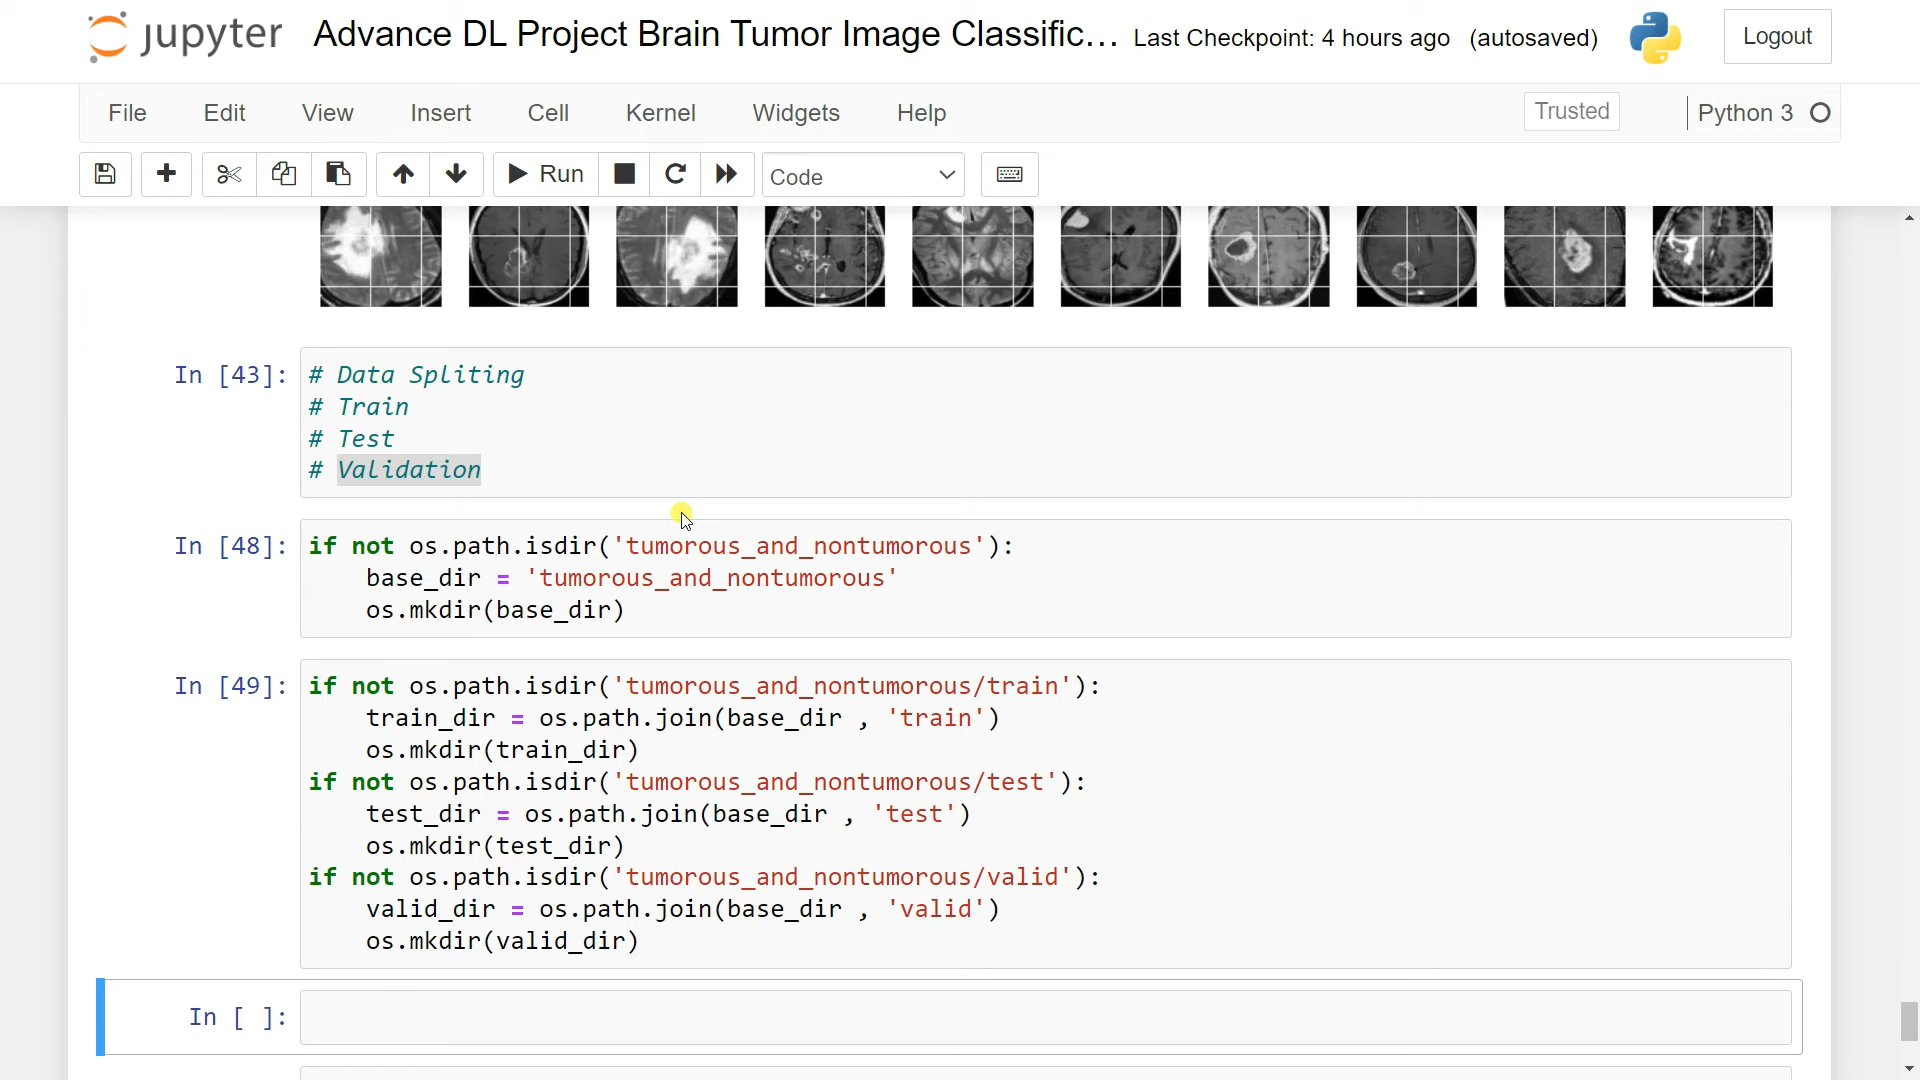 jupyter Advance DL Project Brain Tumor Image Classific... Last Checkpoint: 4 hours ago (autosaved) Logout
File Edit View Insert Cell Kernel Widgets Help Trusted Python 3
Run Code
In [43]: # Data Spliting
# Train
# Test
# Validation
In [48]: if not os.path.isdir('tumorous_and_nontumorous'):
    base_dir = 'tumorous_and_nontumorous'
    os.mkdir(base_dir)
In [49]: if not os.path.isdir('tumorous_and_nontumorous/train'):
    train_dir = os.path.join(base_dir , 'train')
    os.mkdir(train_dir)
if not os.path.isdir('tumorous_and_nontumorous/test'):
    test_dir = os.path.join(base_dir , 'test')
    os.mkdir(test_dir)
if not os.path.isdir('tumorous_and_nontumorous/valid'):
    valid_dir = os.path.join(base_dir , 'valid')
    os.mkdir(valid_dir)
In [ ]: